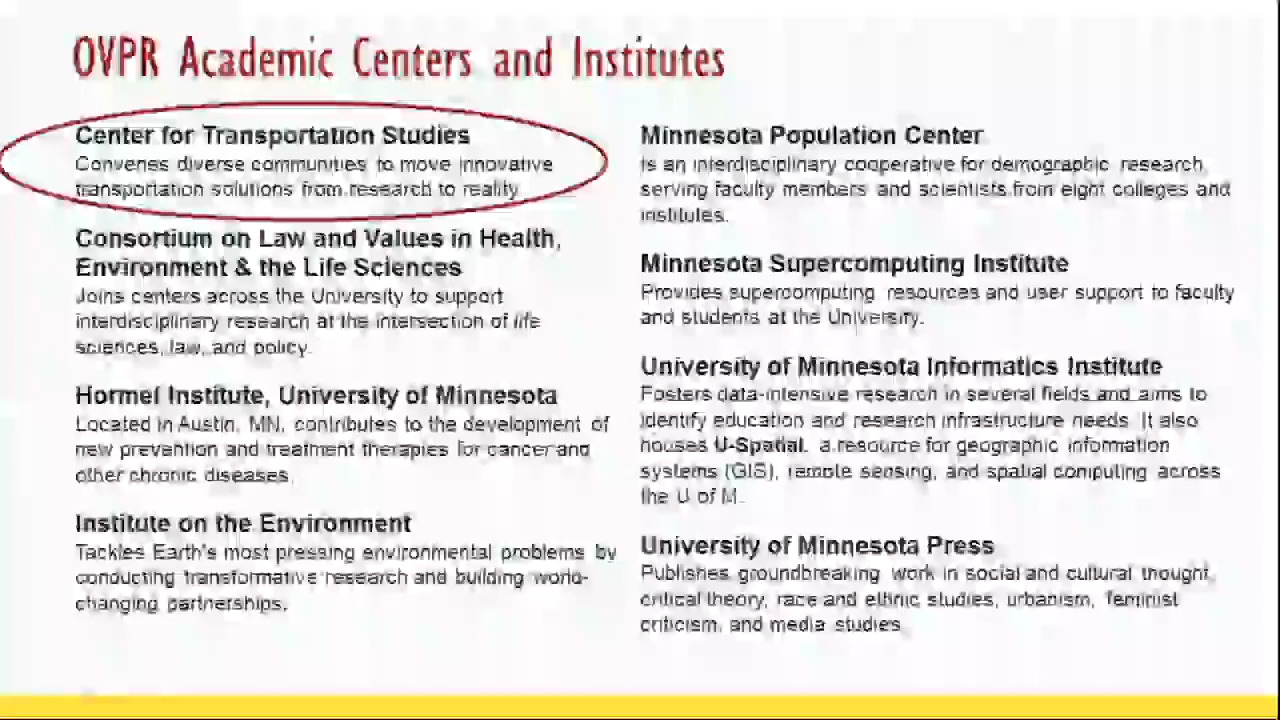 OVPR Academic Centers and Institutes
Center for Transportation Studies
Convenes diverse communities to move innovative
transportation solutions from research to reality.
Consortium on Law and Values in Health,
Environment & the Life Sciences
Joins centers across the University to support
interdisciplinary research at the intersection of life
sciences, law, and policy.
Hormel Institute, University of Minnesota
Located in Austin, MN, contributes to the development of
new prevention and treatment therapies for cancer and
other chronic diseases.
Institute on the Environment
Tackles Earth's most pressing environmental problems by
conducting transformative research and building world-
changing partnerships.
Minnesota Population Center
Is an interdisciplinary cooperative for demographic research,
serving faculty members and scientists from eight colleges and
institutes.
Minnesota Supercomputing Institute
Provides supercomputing resources and user support to faculty
and students at the University.
University of Minnesota Informatics Institute
Fosters data-intensive research in several fields and aims to
identify education and research infrastructure needs. It also
houses U-Spatial, a resource for geographic information
systems (GIS), remote sensing, and spatial computing across
the U of M.
University of Minnesota Press
Publishes groundbreaking work in social and cultural thought,
critical theory, race and ethnic studies, urbanism, feminist
criticism, and media studies.